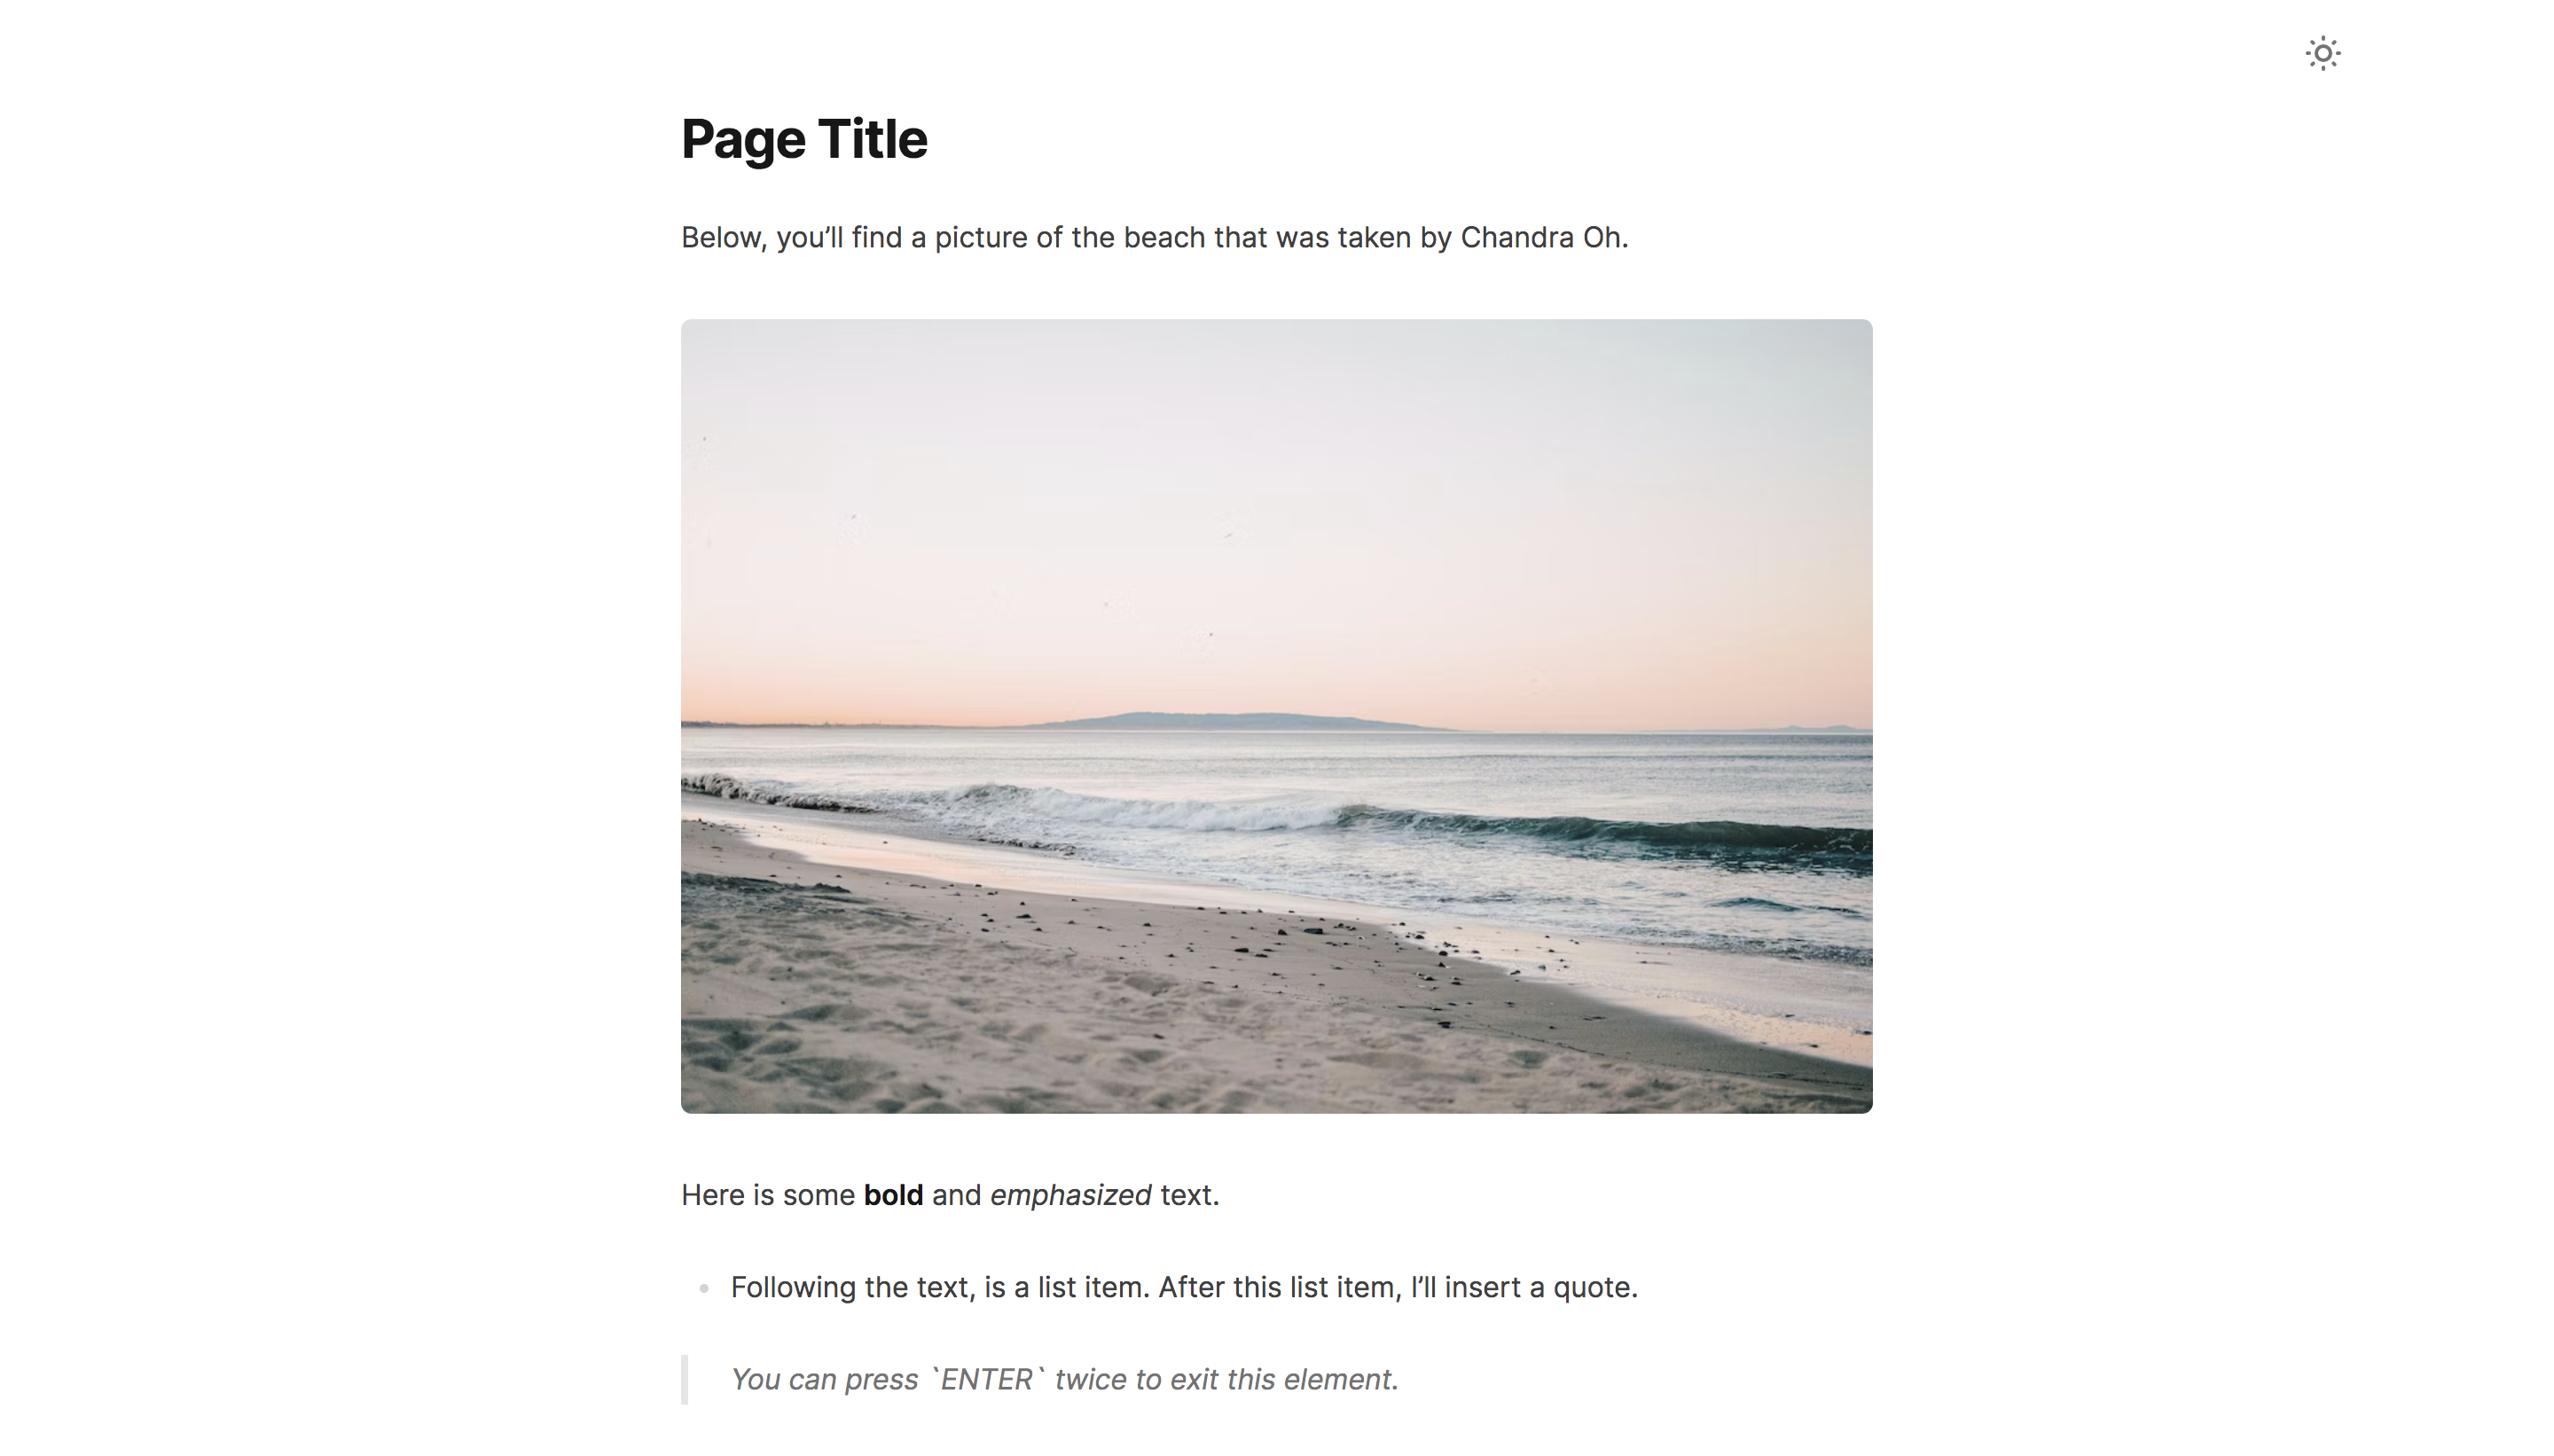 Page Title
Below, you’ll find a picture of the beach that was taken by Chandra Oh.
Here is some bold and emphasized text.
Following the text, is a list item. After this list item, I’ll insert a quote.
You can press `ENTER` twice to exit this element.